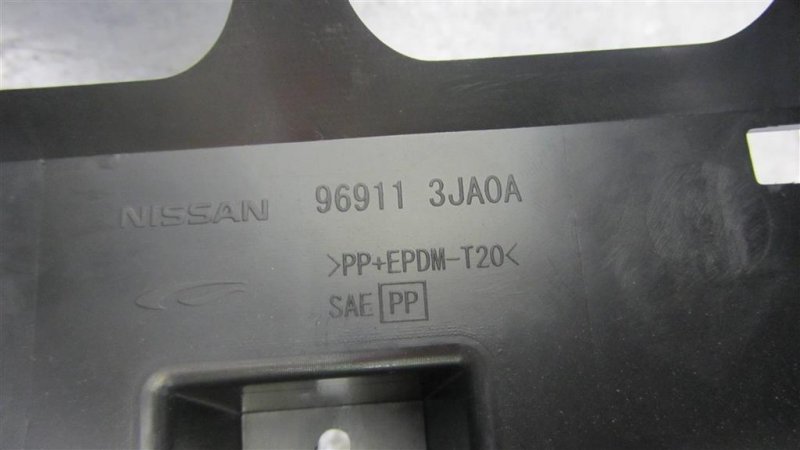 NISSAN 96911 3JA0A
>PP+EPDM-T20<
SAE PP